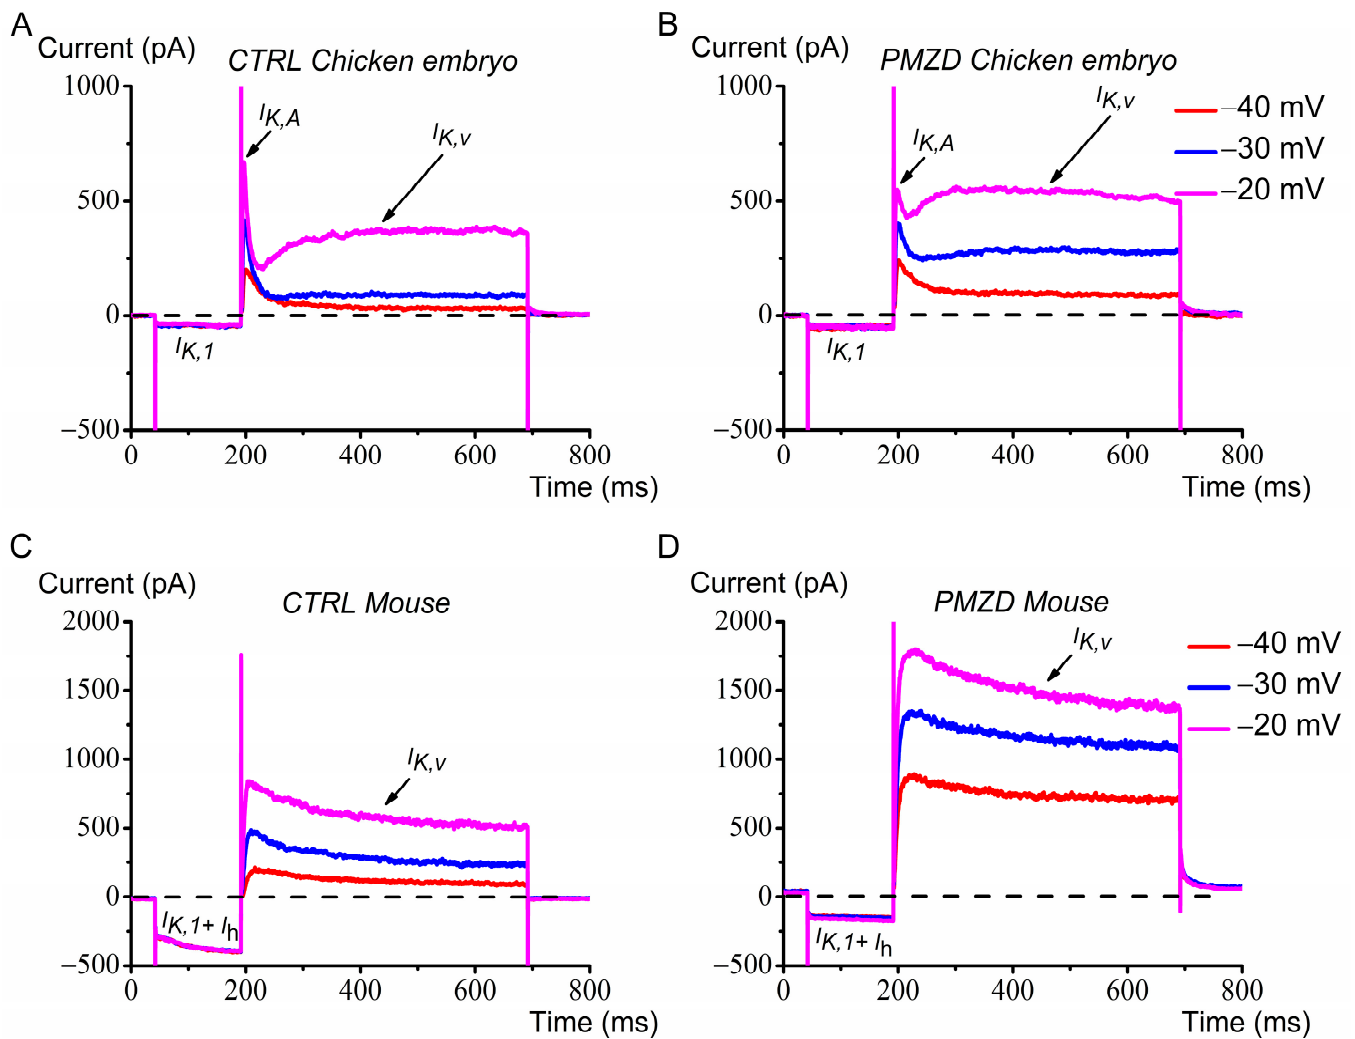 A
Current (pA)
CTRL Chicken embryo
1000
500
0
–500
IK,A
IK,v
IK,1
0 200 400 600 800
Time (ms)
B
Current (pA)
PMZD Chicken embryo
1000
500
0
–500
IK,A
IK,v
IK,1
–40 mV
–30 mV
–20 mV
0 200 400 600 800
Time (ms)
C
Current (pA)
CTRL Mouse
2000
1500
1000
500
0
–500
IK,v
IK,1+ Ih
0 200 400 600 800
Time (ms)
D
Current (pA)
PMZD Mouse
2000
1500
1000
500
0
–500
IK,v
IK,1+ Ih
–40 mV
–30 mV
–20 mV
0 200 400 600 800
Time (ms)